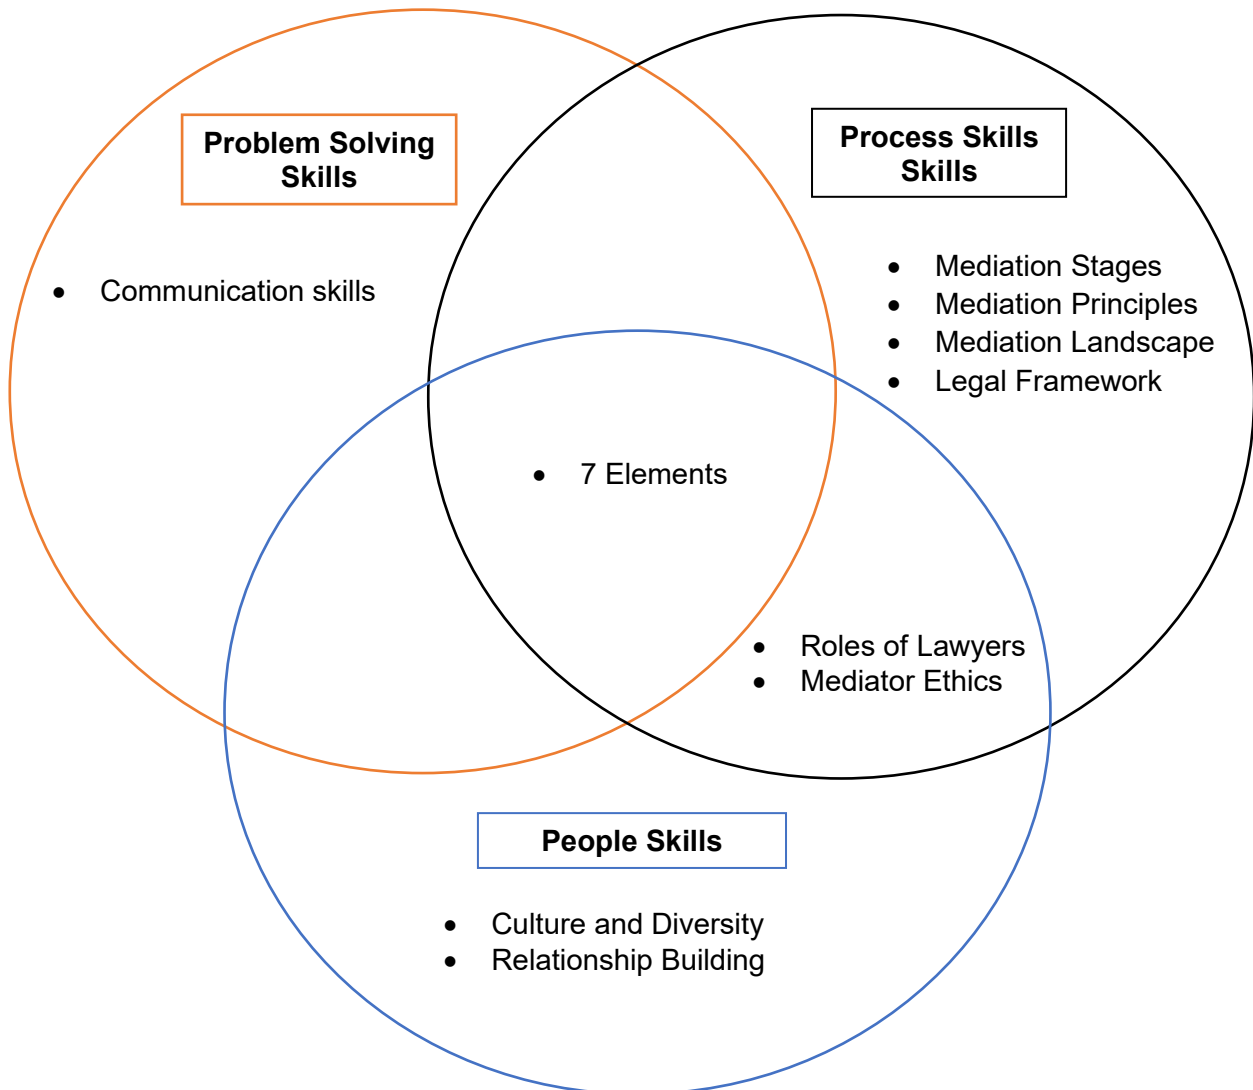 Problem Solving
Skills
• Communication skills
Process Skills
Skills
• Mediation Stages
• Mediation Principles
• Mediation Landscape
• Legal Framework
• 7 Elements
• Roles of Lawyers
• Mediator Ethics
People Skills
• Culture and Diversity
• Relationship Building